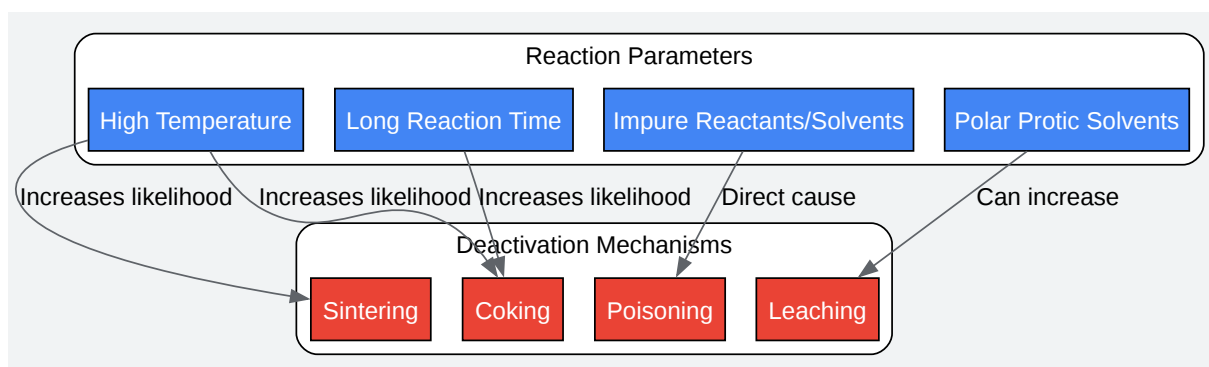 Reaction Parameters
High Temperature
Long Reaction Time
Impure Reactants/Solvents
Polar Protic Solvents
Increases likelihood
Increases likelihood
Increases likelihood
Direct cause
Can increase
Deactivation Mechanisms
Sintering
Coking
Poisoning
Leaching